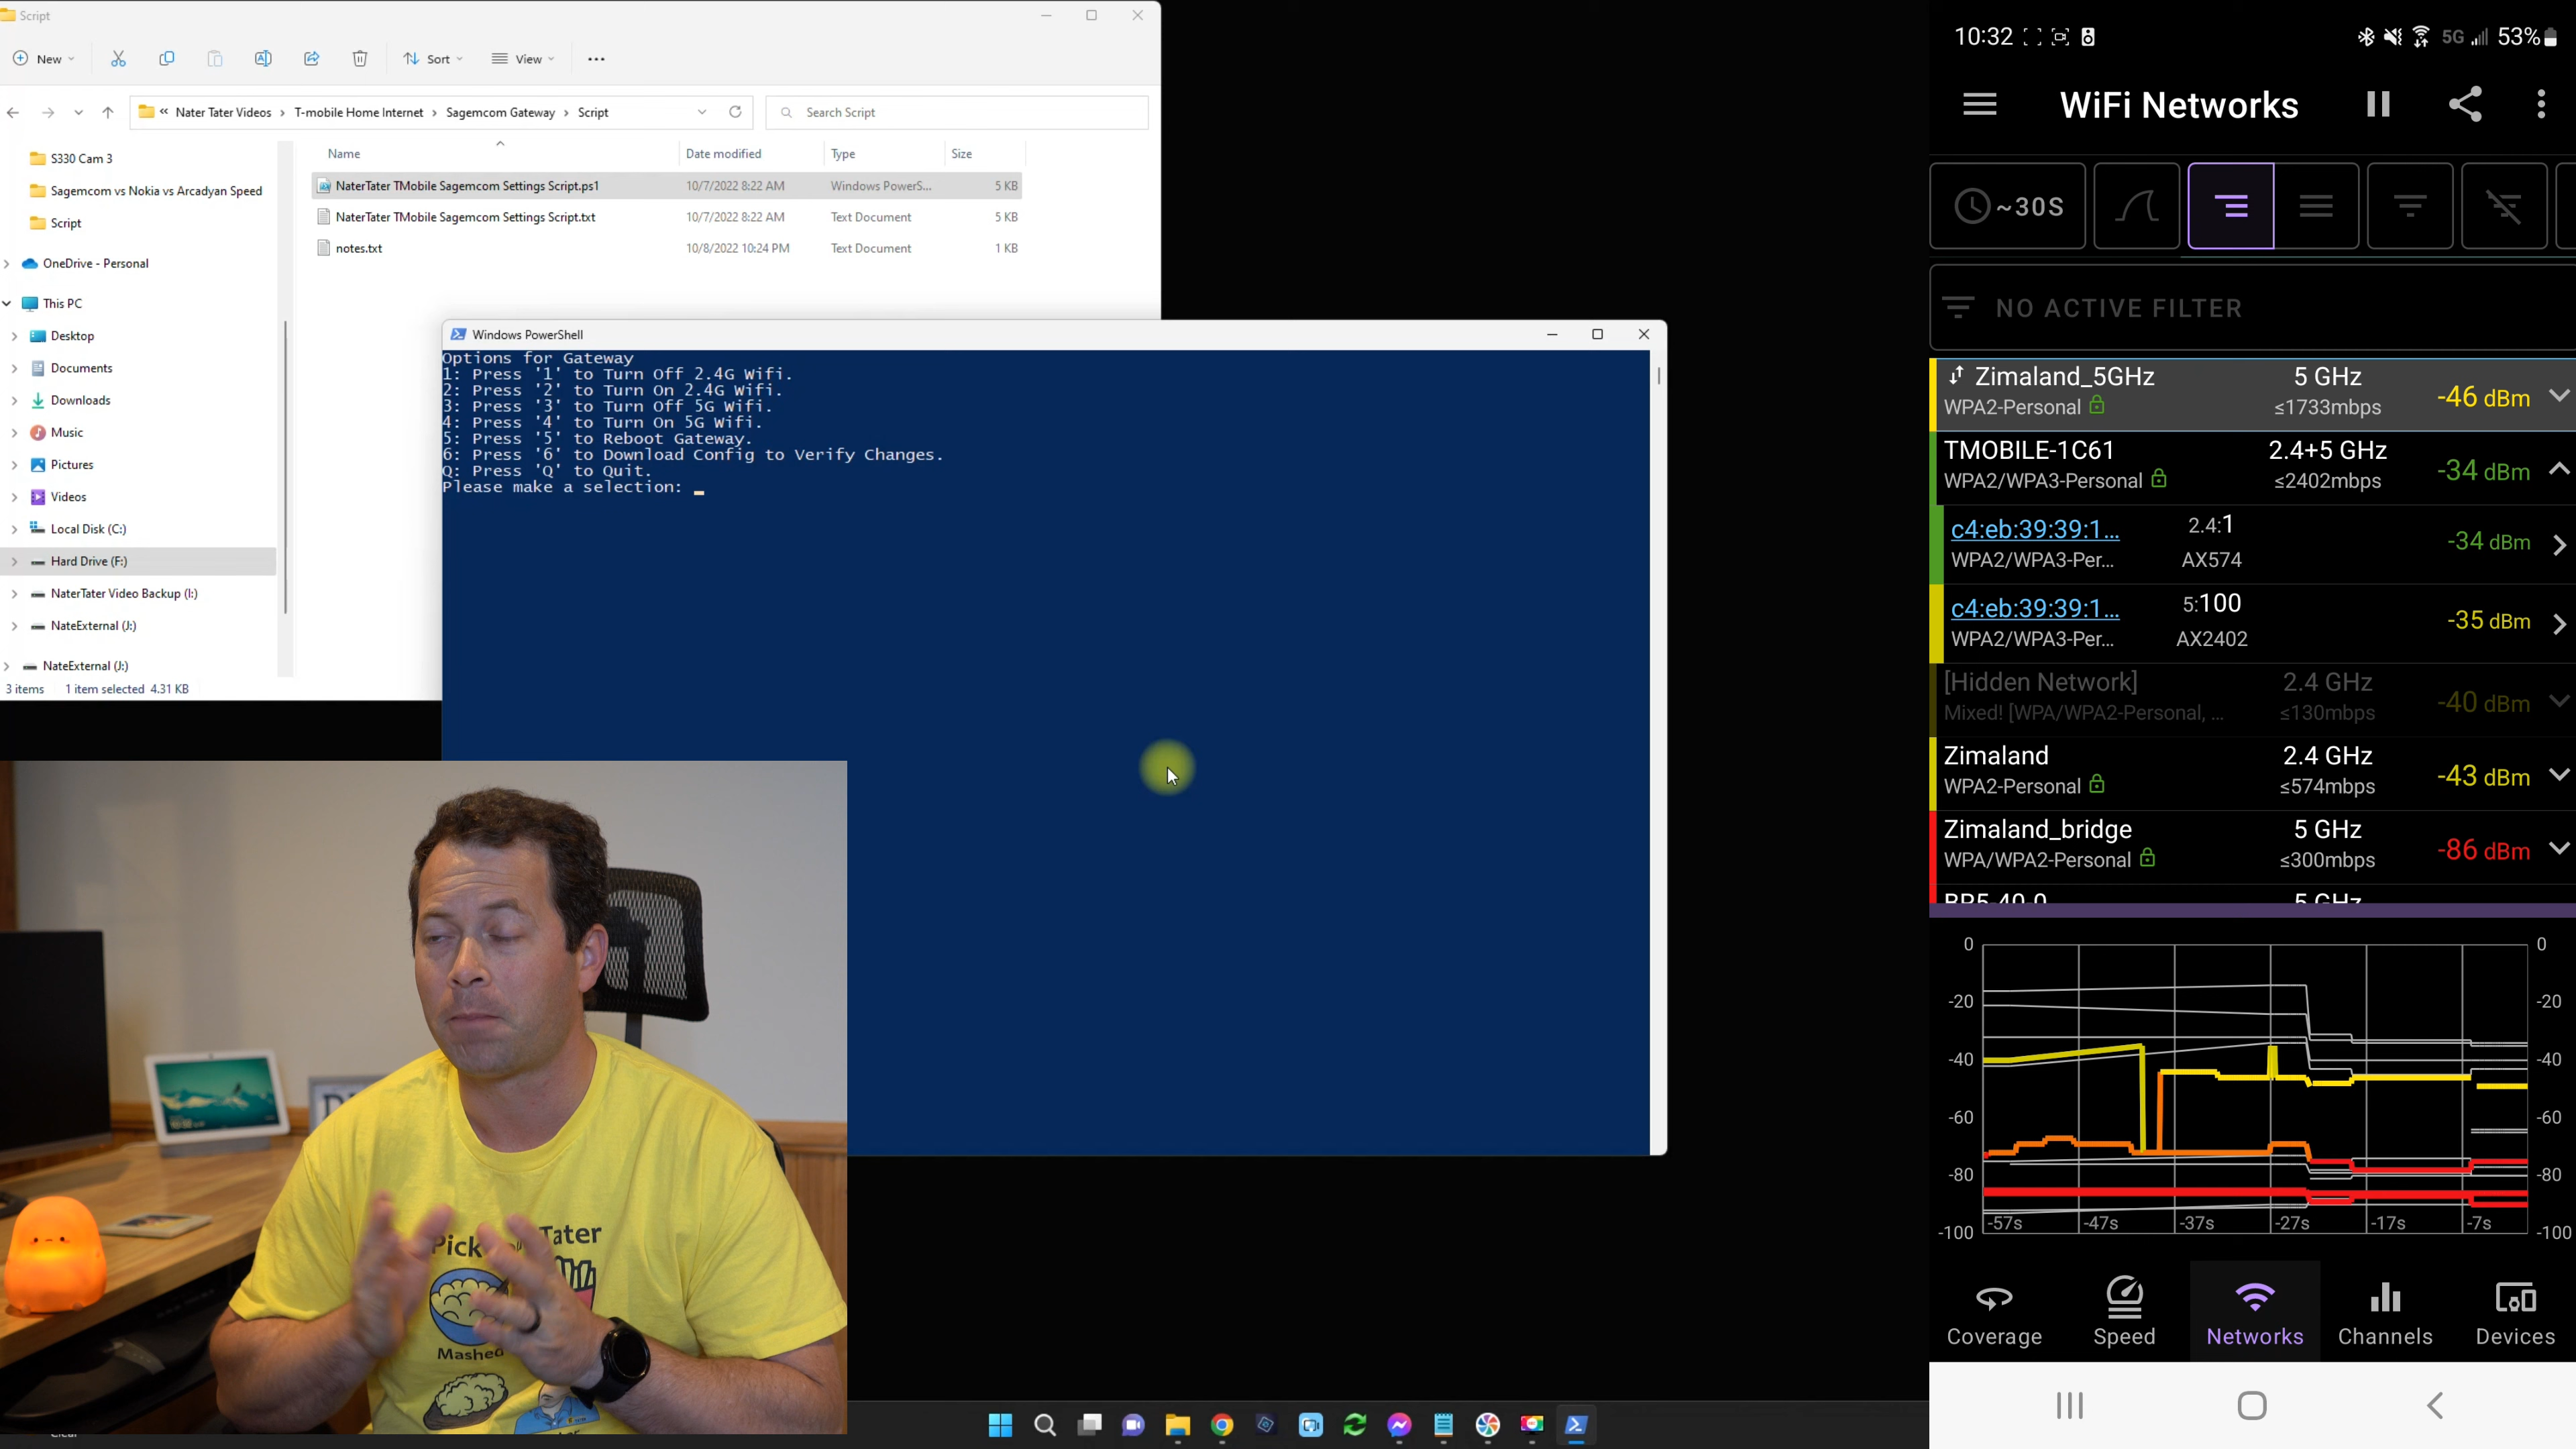 Script
New
Sort
View
« Nater Tater Videos > T-mobile Home Internet > Sagemcom Gateway > Script
Search Script
S330 Cam 3
Sagemcom vs Nokia vs Arcadyan Speed
Script
OneDrive - Personal
This PC
Desktop
Documents
Downloads
Music
Pictures
Videos
Local Disk (C:)
Hard Drive (F:)
NaterTater Video Backup (I:)
NateExternal (J:)
NateExternal (J:)
3 items 1 item selected 4.31 KB
Name Date modified Type Size
NaterTater TMobile Sagemcom Settings Script.ps1 10/7/2022 8:22 AM Windows PowerS... 5 KB
NaterTater TMobile Sagemcom Settings Script.txt 10/7/2022 8:22 AM Text Document 5 KB
notes.txt 10/8/2022 10:24 PM Text Document 1 KB
Windows PowerShell
Options for Gateway
1: Press '1' to Turn Off 2.4G Wifi.
2: Press '2' to Turn On 2.4G Wifi.
3: Press '3' to Turn Off 5G Wifi.
4: Press '4' to Turn On 5G Wifi.
5: Press '5' to Reboot Gateway.
6: Press '6' to Download Config to Verify Changes.
Q: Press 'Q' to Quit.
Please make a selection:
Pick Tater
Mashed
10:32 5G 53%
WiFi Networks
~30S
NO ACTIVE FILTER
Zimaland_5GHz 5 GHz -46 dBm
WPA2-Personal ≤1733mbps
TMOBILE-1C61 2.4+5 GHz -34 dBm
WPA2/WPA3-Personal ≤2402mbps
c4:eb:39:39:1... 2.4:1 -34 dBm
WPA2/WPA3-Per... AX574
c4:eb:39:39:1... 5:100 -35 dBm
WPA2/WPA3-Per... AX2402
[Hidden Network] 2.4 GHz -40 dBm
Mixed! [WPA/WPA2-Personal, ... ≤130mbps
Zimaland 2.4 GHz -43 dBm
WPA2-Personal ≤574mbps
Zimaland_bridge 5 GHz -86 dBm
WPA/WPA2-Personal ≤300mbps
5 GHz
0 0
-20 -20
-40 -40
-60 -60
-80 -80
-100 -57s -47s -37s -27s -17s -7s -100
Coverage Speed Networks Channels Devices